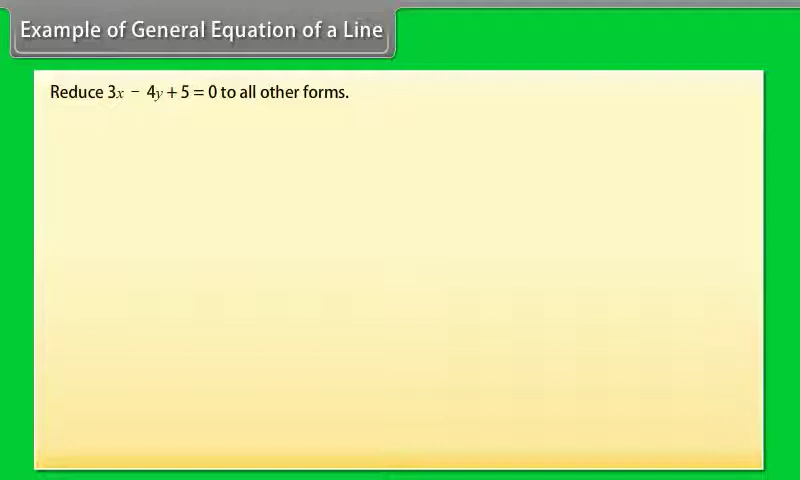 Example of General Equation of a Line
Reduce 3x − 4y + 5 = 0 to all other forms.